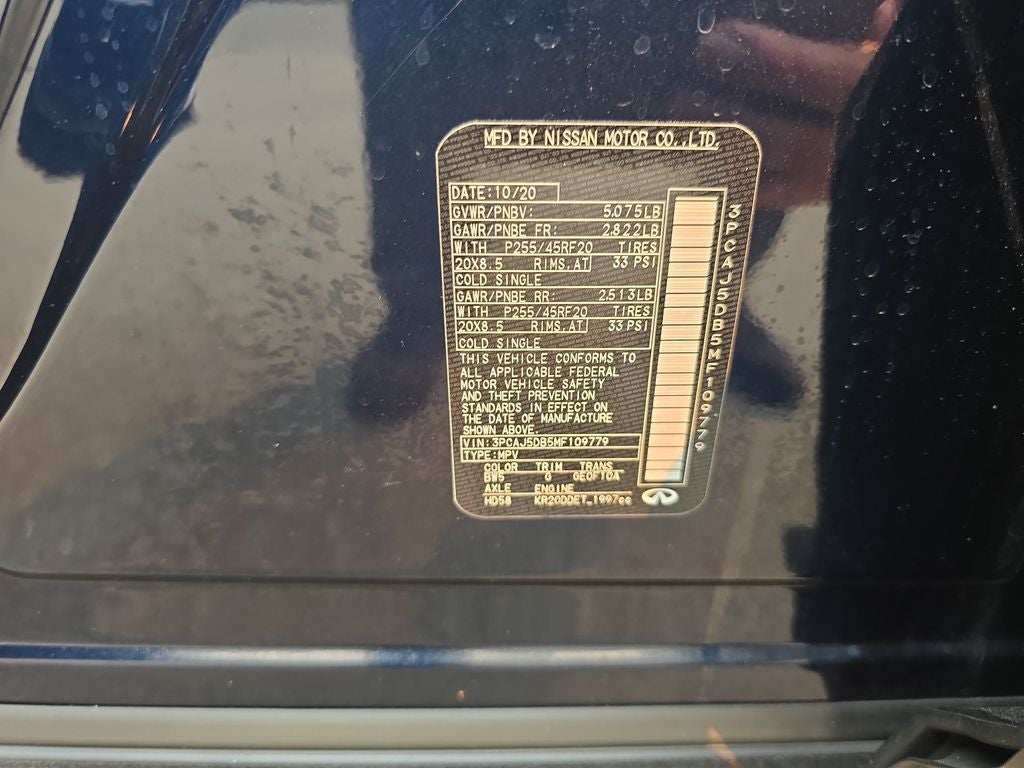 MFD BY NISSAN MOTOR CO.,LTD.
DATE:10/20
GVWR/PNBV: 5,075LB
GAWR/PNBE FR: 2,822LB
WITH P255/45RF20 TIRES
20X8.5 RIMS,AT 33 PSI
COLD SINGLE
GAWR/PNBE RR: 2,513LB
WITH P255/45RF20 TIRES
20X8.5 RIMS,AT 33 PSI
COLD SINGLE
THIS VEHICLE CONFORMS TO
ALL APPLICABLE FEDERAL
MOTOR VEHICLE SAFETY
AND THEFT PREVENTION
STANDARDS IN EFFECT ON
THE DATE OF MANUFACTURE
SHOWN ABOVE.
VIN:3PCAJ5DB5MF109779
TYPE:MPV
COLOR TRIM TRANS
BW5 G
AXLE ENGINE
HD58 KR20DDET 1997cc
3PCAJ5DB5MF109779